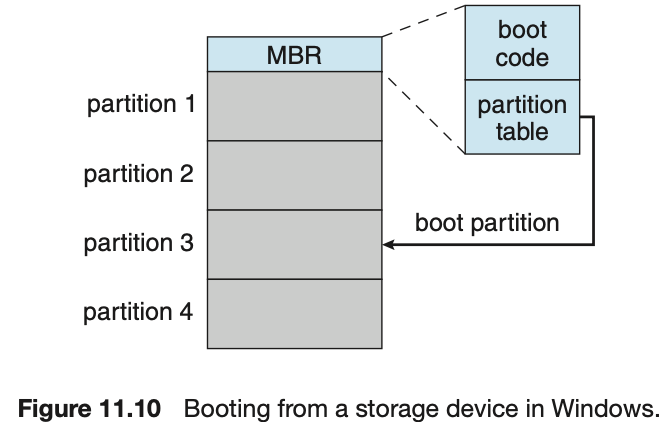 boot
code
MBR
partition
table
partition 1
partition 2
boot partition
partition 3
partition 4
Figure 11.10 Booting from a storage device in Windows.